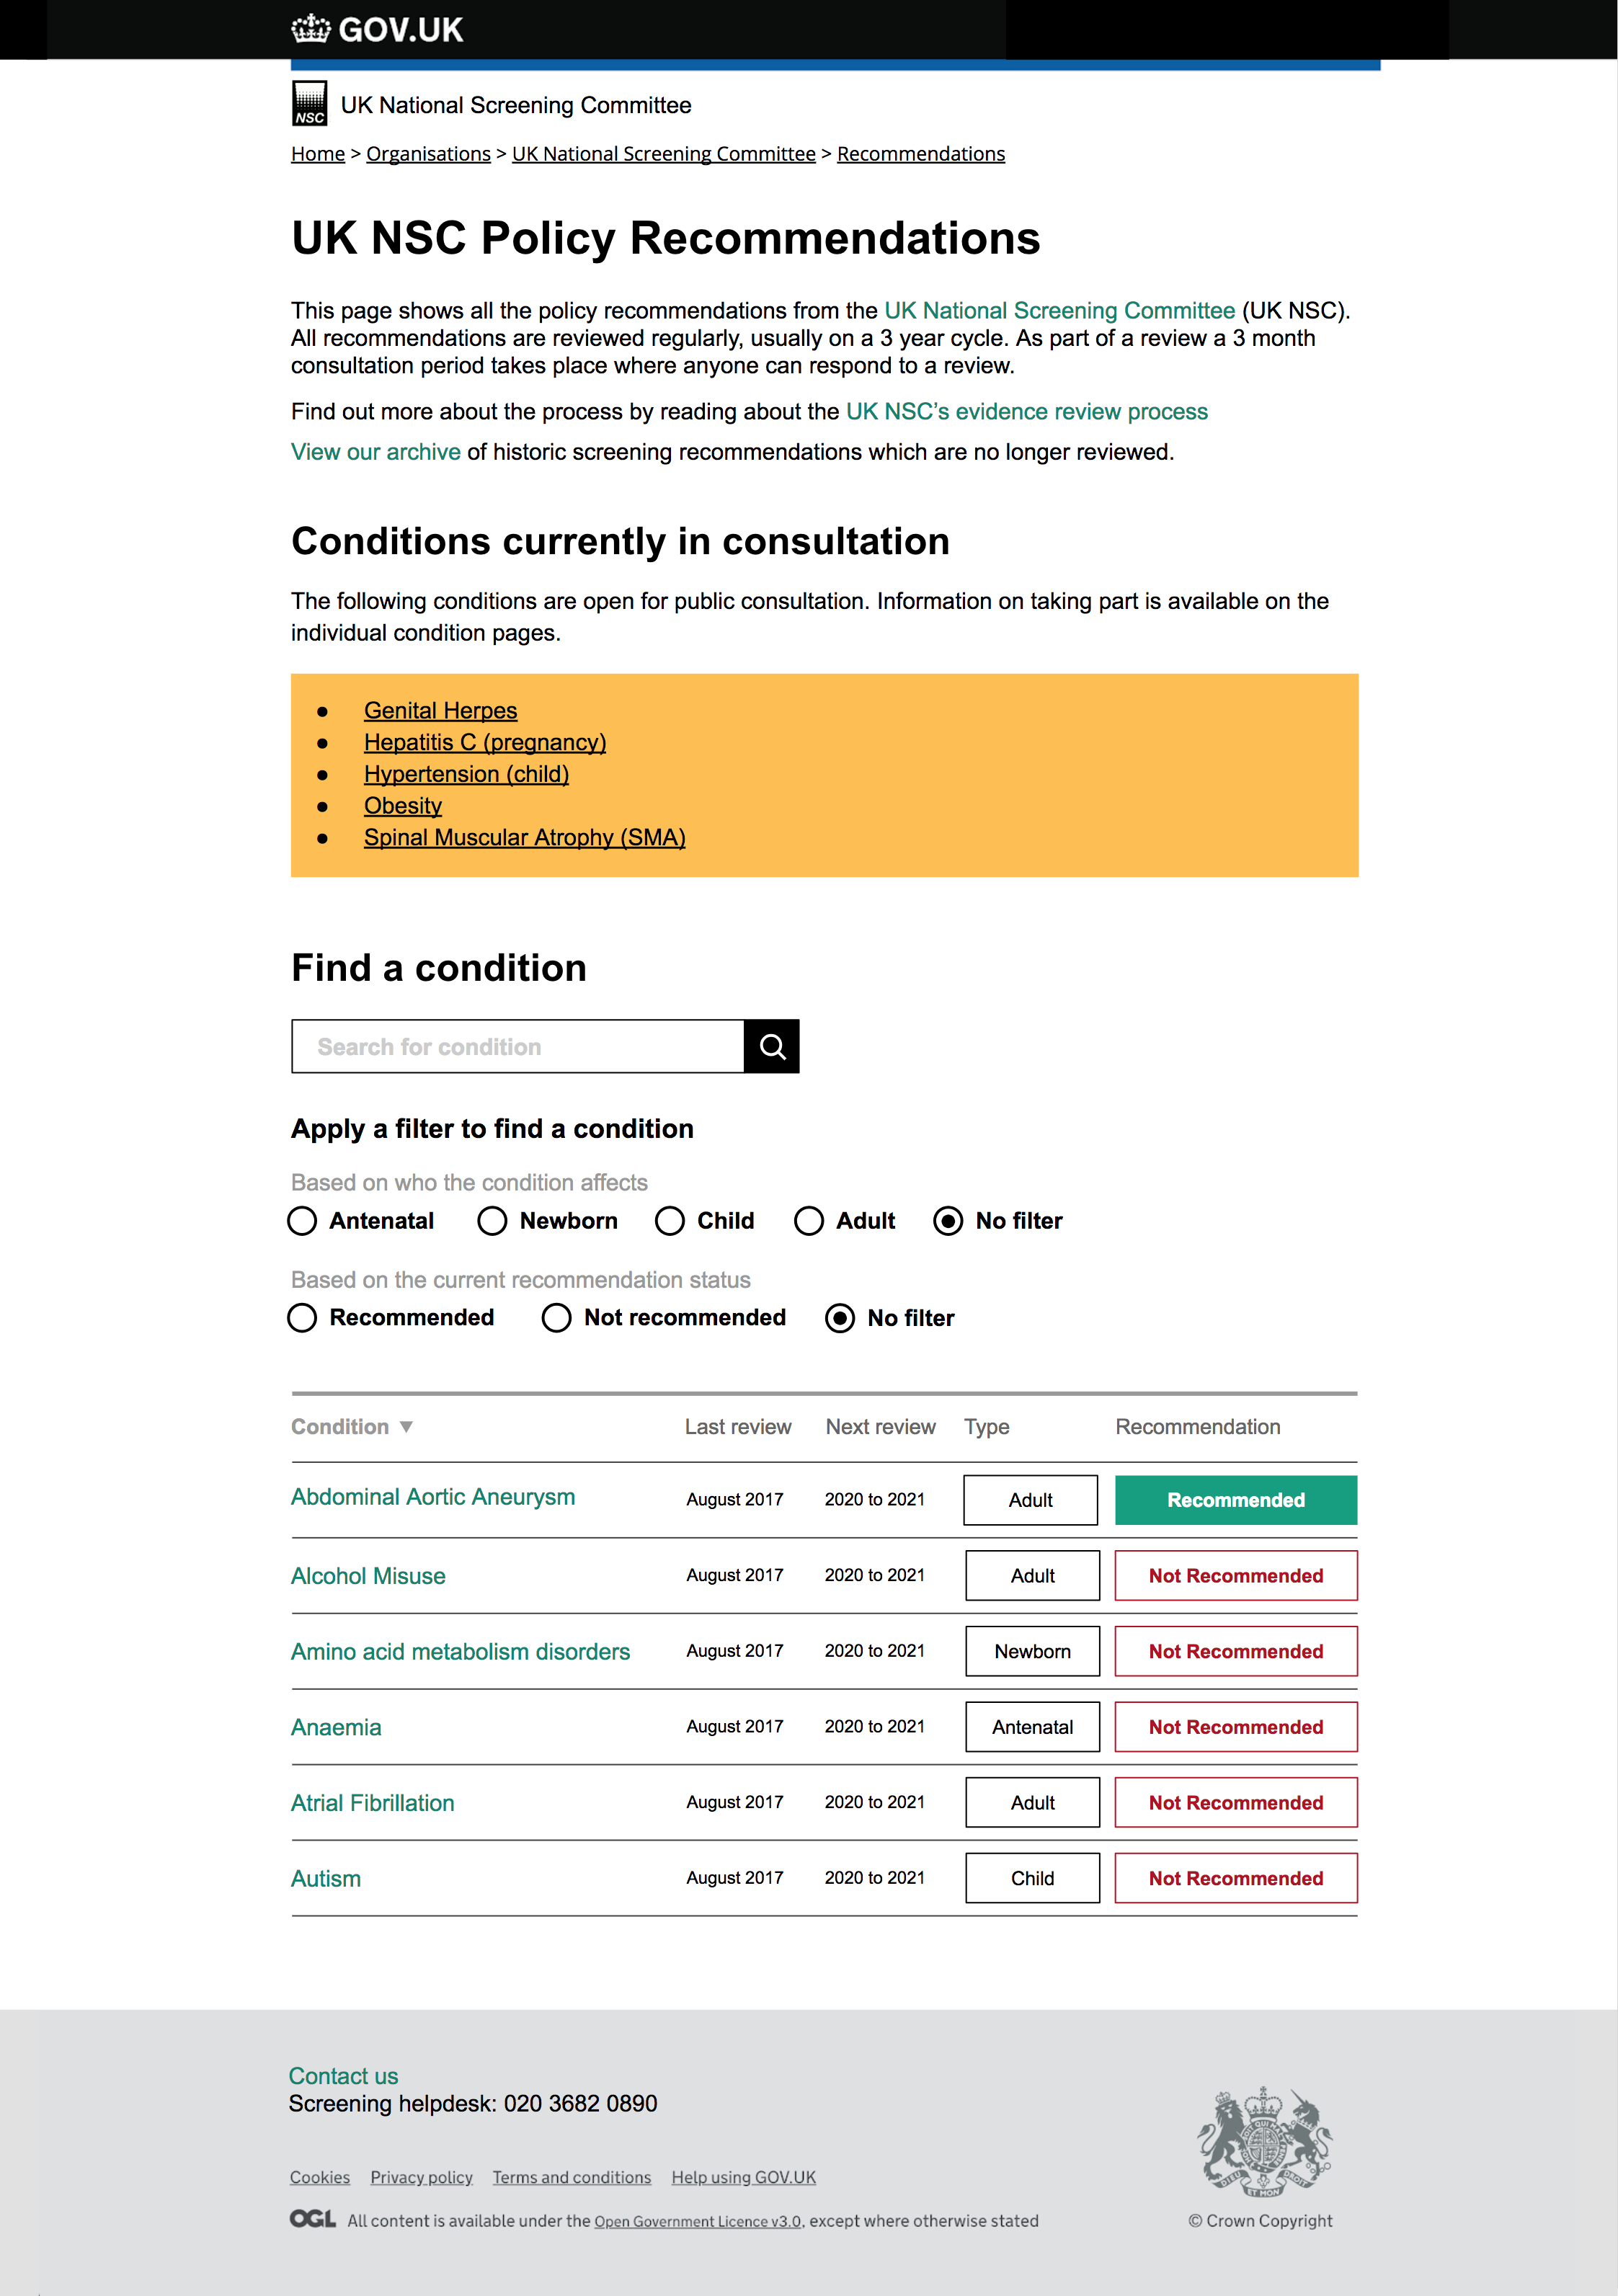 GOV.UK
NSC
UK National Screening Committee
Home > Organisations > UK National Screening Committee > Recommendations
UK NSC Policy Recommendations
This page shows all the policy recommendations from the UK National Screening Committee (UK NSC).
All recommendations are reviewed regularly, usually on a 3 year cycle. As part of a review a 3 month
consultation period takes place where anyone can respond to a review.
Find out more about the process by reading about the UK NSC’s evidence review process
View our archive of historic screening recommendations which are no longer reviewed.
Conditions currently in consultation
The following conditions are open for public consultation. Information on taking part is available on the
individual condition pages.
● Genital Herpes
● Hepatitis C (pregnancy)
● Hypertension (child)
● Obesity
● Spinal Muscular Atrophy (SMA)
Find a condition
Search for condition
Apply a filter to find a condition
Based on who the condition affects
Antenatal Newborn Child Adult No filter
Based on the current recommendation status
Recommended Not recommended No filter
Condition ▼ Last review Next review Type Recommendation
Abdominal Aortic Aneurysm August 2017 2020 to 2021 Adult Recommended
Alcohol Misuse August 2017 2020 to 2021 Adult Not Recommended
Amino acid metabolism disorders August 2017 2020 to 2021 Newborn Not Recommended
Anaemia August 2017 2020 to 2021 Antenatal Not Recommended
Atrial Fibrillation August 2017 2020 to 2021 Adult Not Recommended
Autism August 2017 2020 to 2021 Child Not Recommended
Contact us
Screening helpdesk: 020 3682 0890
Cookies Privacy policy Terms and conditions Help using GOV.UK
OGL All content is available under the Open Government Licence v3.0, except where otherwise stated
DIEU ET MON DROIT
© Crown Copyright